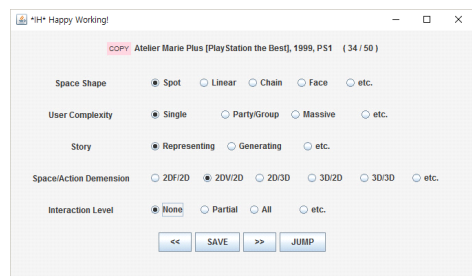 *IH* Happy Working!
COPY Atelier Marie Plus [PlayStation the Best], 1999, PS1 ( 34 / 50 )
Space Shape Spot Linear Chain Face etc.
User Complexity Single Party/Group Massive etc.
Story Representing Generating etc.
Space/Action Demension 2DF/2D 2DV/2D 2D/3D 3D/2D 3D/3D etc.
Interaction Level None Partial All etc.
<< SAVE >> JUMP